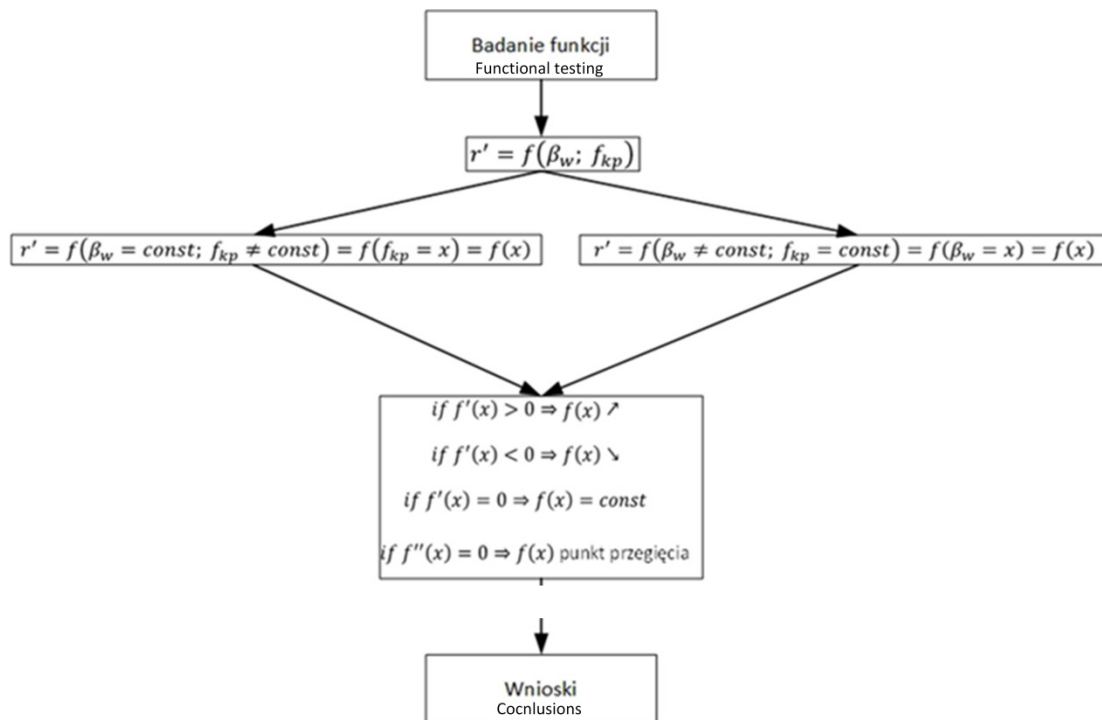 Badanie funkcji
Functional testing
r' = f(β_w; f_kp)
r' = f(β_w = const; f_kp ≠ const) = f(f_kp = x) = f(x)
r' = f(β_w ≠ const; f_kp = const) = f(β_w = x) = f(x)
if f'(x) > 0 ⇒ f(x) ↗
if f'(x) < 0 ⇒ f(x) ↘
if f'(x) = 0 ⇒ f(x) = const
if f''(x) = 0 ⇒ f(x) punkt przegięcia
Wnioski
Cocnlusions